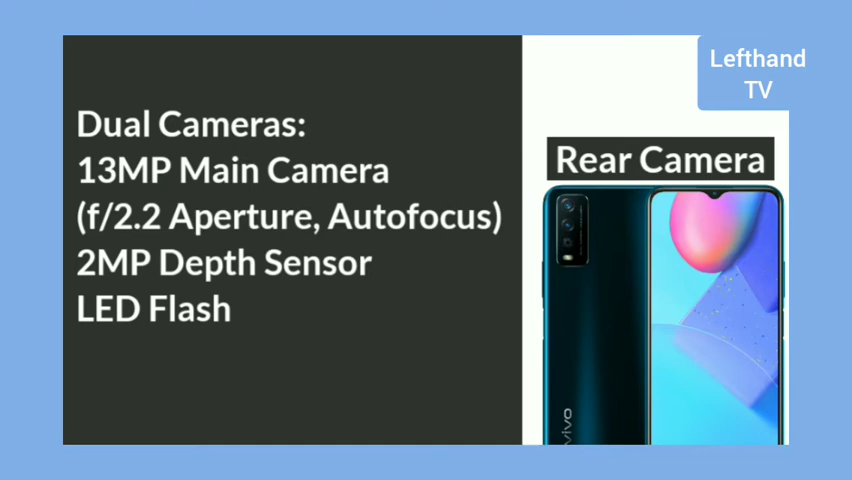 Lefthand
TV
Dual Cameras:
13MP Main Camera
(f/2.2 Aperture, Autofocus)
2MP Depth Sensor
LED Flash
Rear Camera
vivo